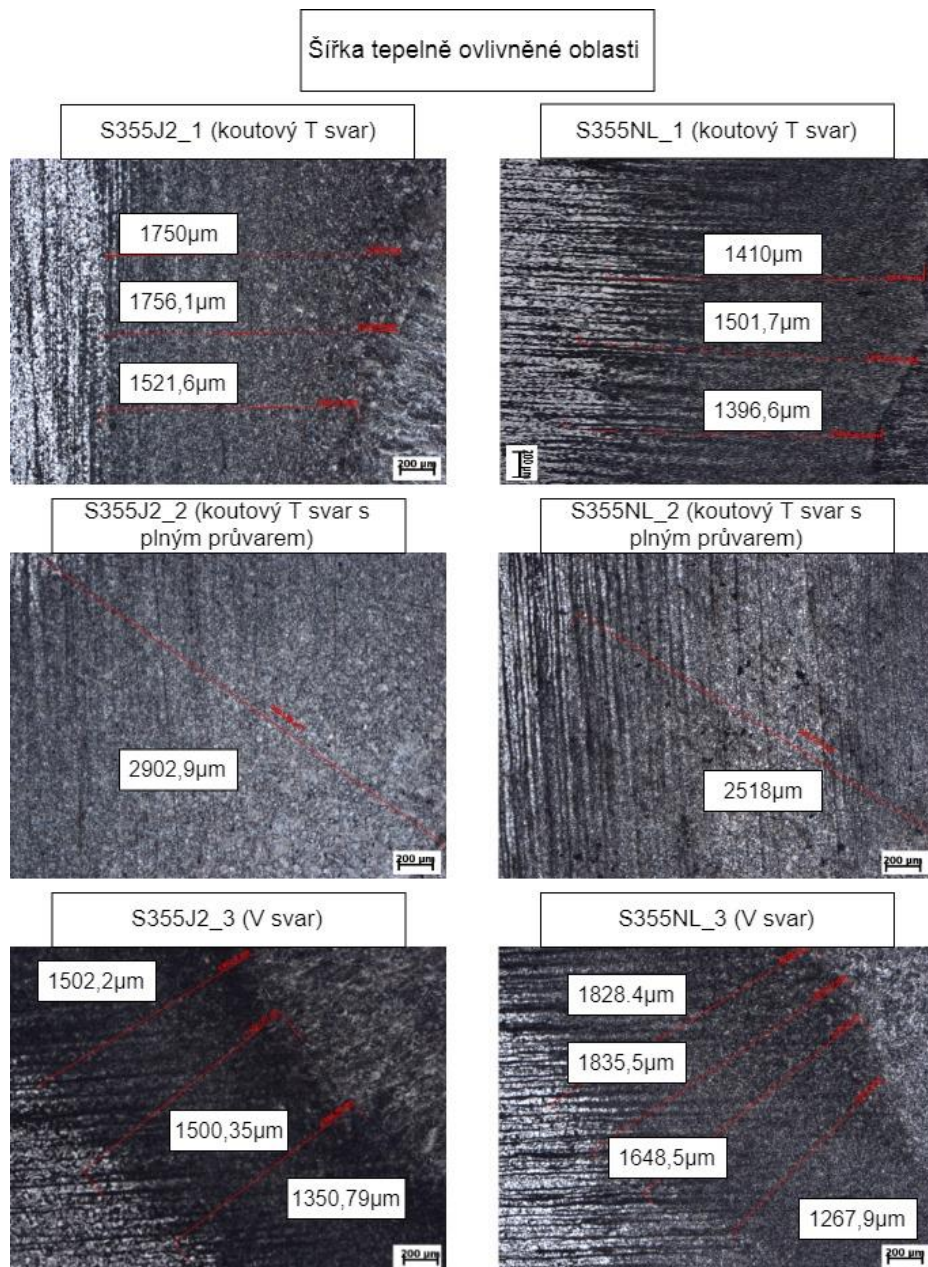 Šířka tepelně ovlivněné oblasti
S355J2_1 (koutový T svar)
1750µm
1756,1µm
1521,6µm
200 µm
S355NL_1 (koutový T svar)
1410µm
1501,7µm
1396,6µm
200 µm
S355J2_2 (koutový T svar s
plným průvarem)
2902,9µm
200 µm
S355NL_2 (koutový T svar s
plným průvarem)
2518µm
200 µm
S355J2_3 (V svar)
1502,2µm
1500,35µm
1350,79µm
200 µm
S355NL_3 (V svar)
1828.4µm
1835,5µm
1648,5µm
1267,9µm
200 µm